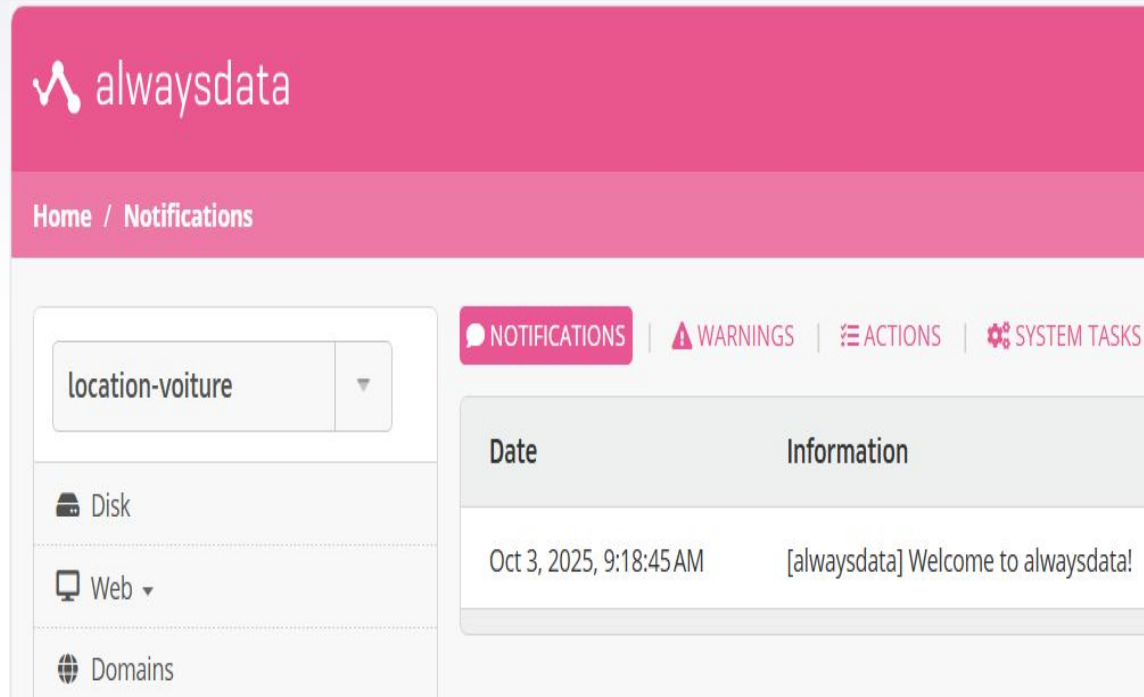 alwaysdata
Home / Notifications
location-voiture
Disk
Web
Domains
NOTIFICATIONS | WARNINGS | ACTIONS | SYSTEM TASKS
Date Information
Oct 3, 2025, 9:18:45 AM [alwaysdata] Welcome to alwaysdata!